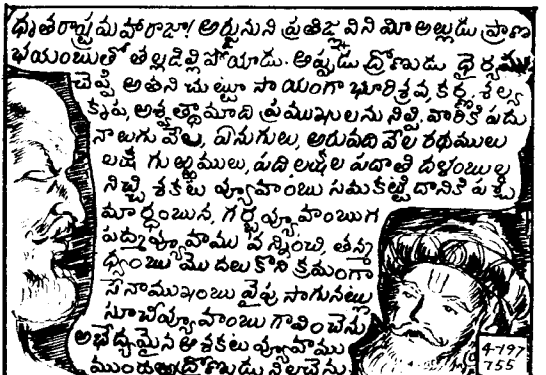 ధృతరాష్ట్రమహారాజా! అర్జునుని ప్రతిజ్ఞ విని మీ అల్లుడు ప్రాణ
భయంబుతో తల్లడిల్లి పోయాడు. అప్పుడు ద్రోణుడు ధైర్యము
చెప్పి అతని చుట్టూ సాయంగా భూరిశ్రవ, కర్ణ, శల్య
కృప, అశ్వత్థామాది ప్రముఖులను నిల్పి, వారికి పదు
నాలుగు వేలు, ఏనుగులు, అరువది వేల రథములు
లక్ష గుఱ్ఱములు, పది లక్షల పదాతి దళంబుల
నిచ్చి శకట వ్యూహంబు సమకట్టి దానికి పశ్చి
మార్ధంబున, గర్భవ్యూహంబుగ
పద్మవ్యూహము పన్నించి, తన్మ
ధ్యంబు మొదలుకొని క్రమంగా
సేనాముఖంబు వైపు సాగునట్లు
సూచీవ్యూహంబు గావించెను
అభేద్యమైన ఆ శకట వ్యూహము
ముందు ద్రోణుడు నిలచెను
4-197
755